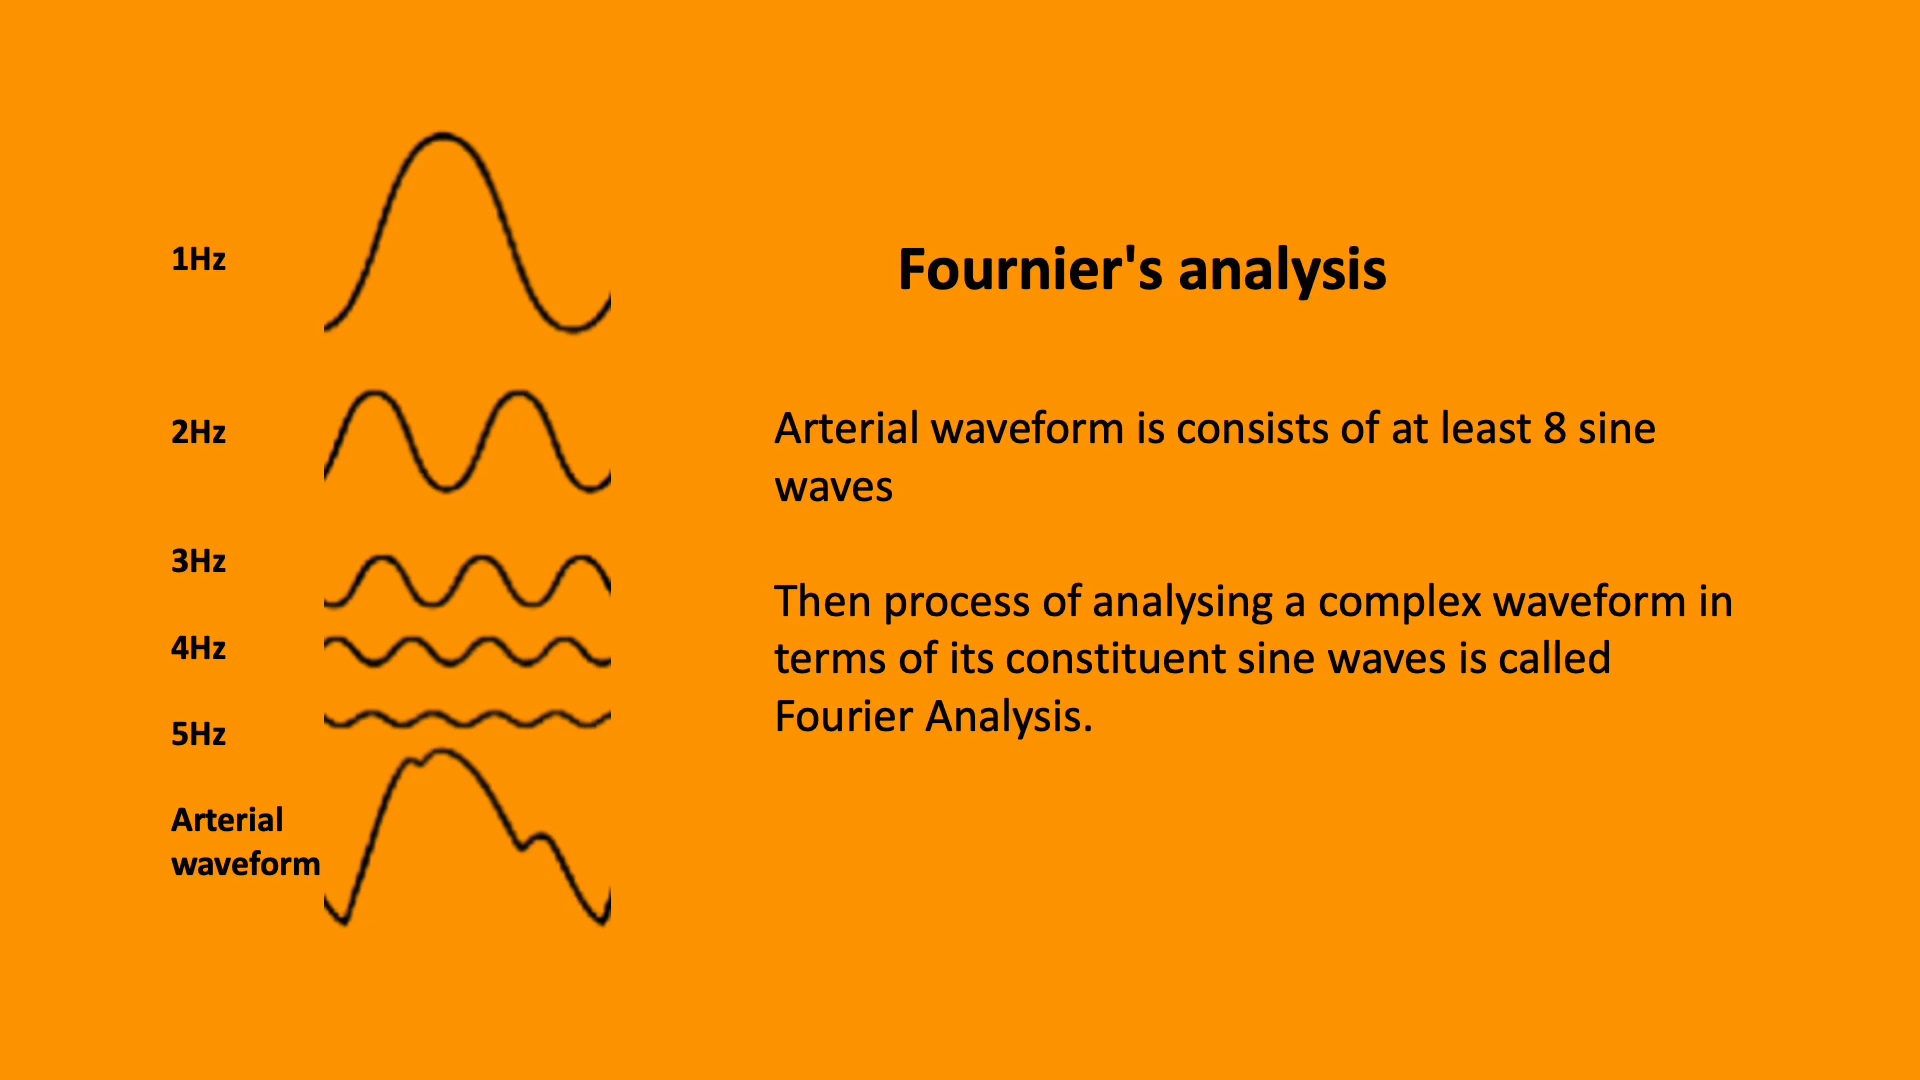 1Hz
2Hz
3Hz
4Hz
5Hz
Arterial
waveform
Fournier's analysis
Arterial waveform is consists of at least 8 sine
waves
Then process of analysing a complex waveform in
terms of its constituent sine waves is called
Fourier Analysis.